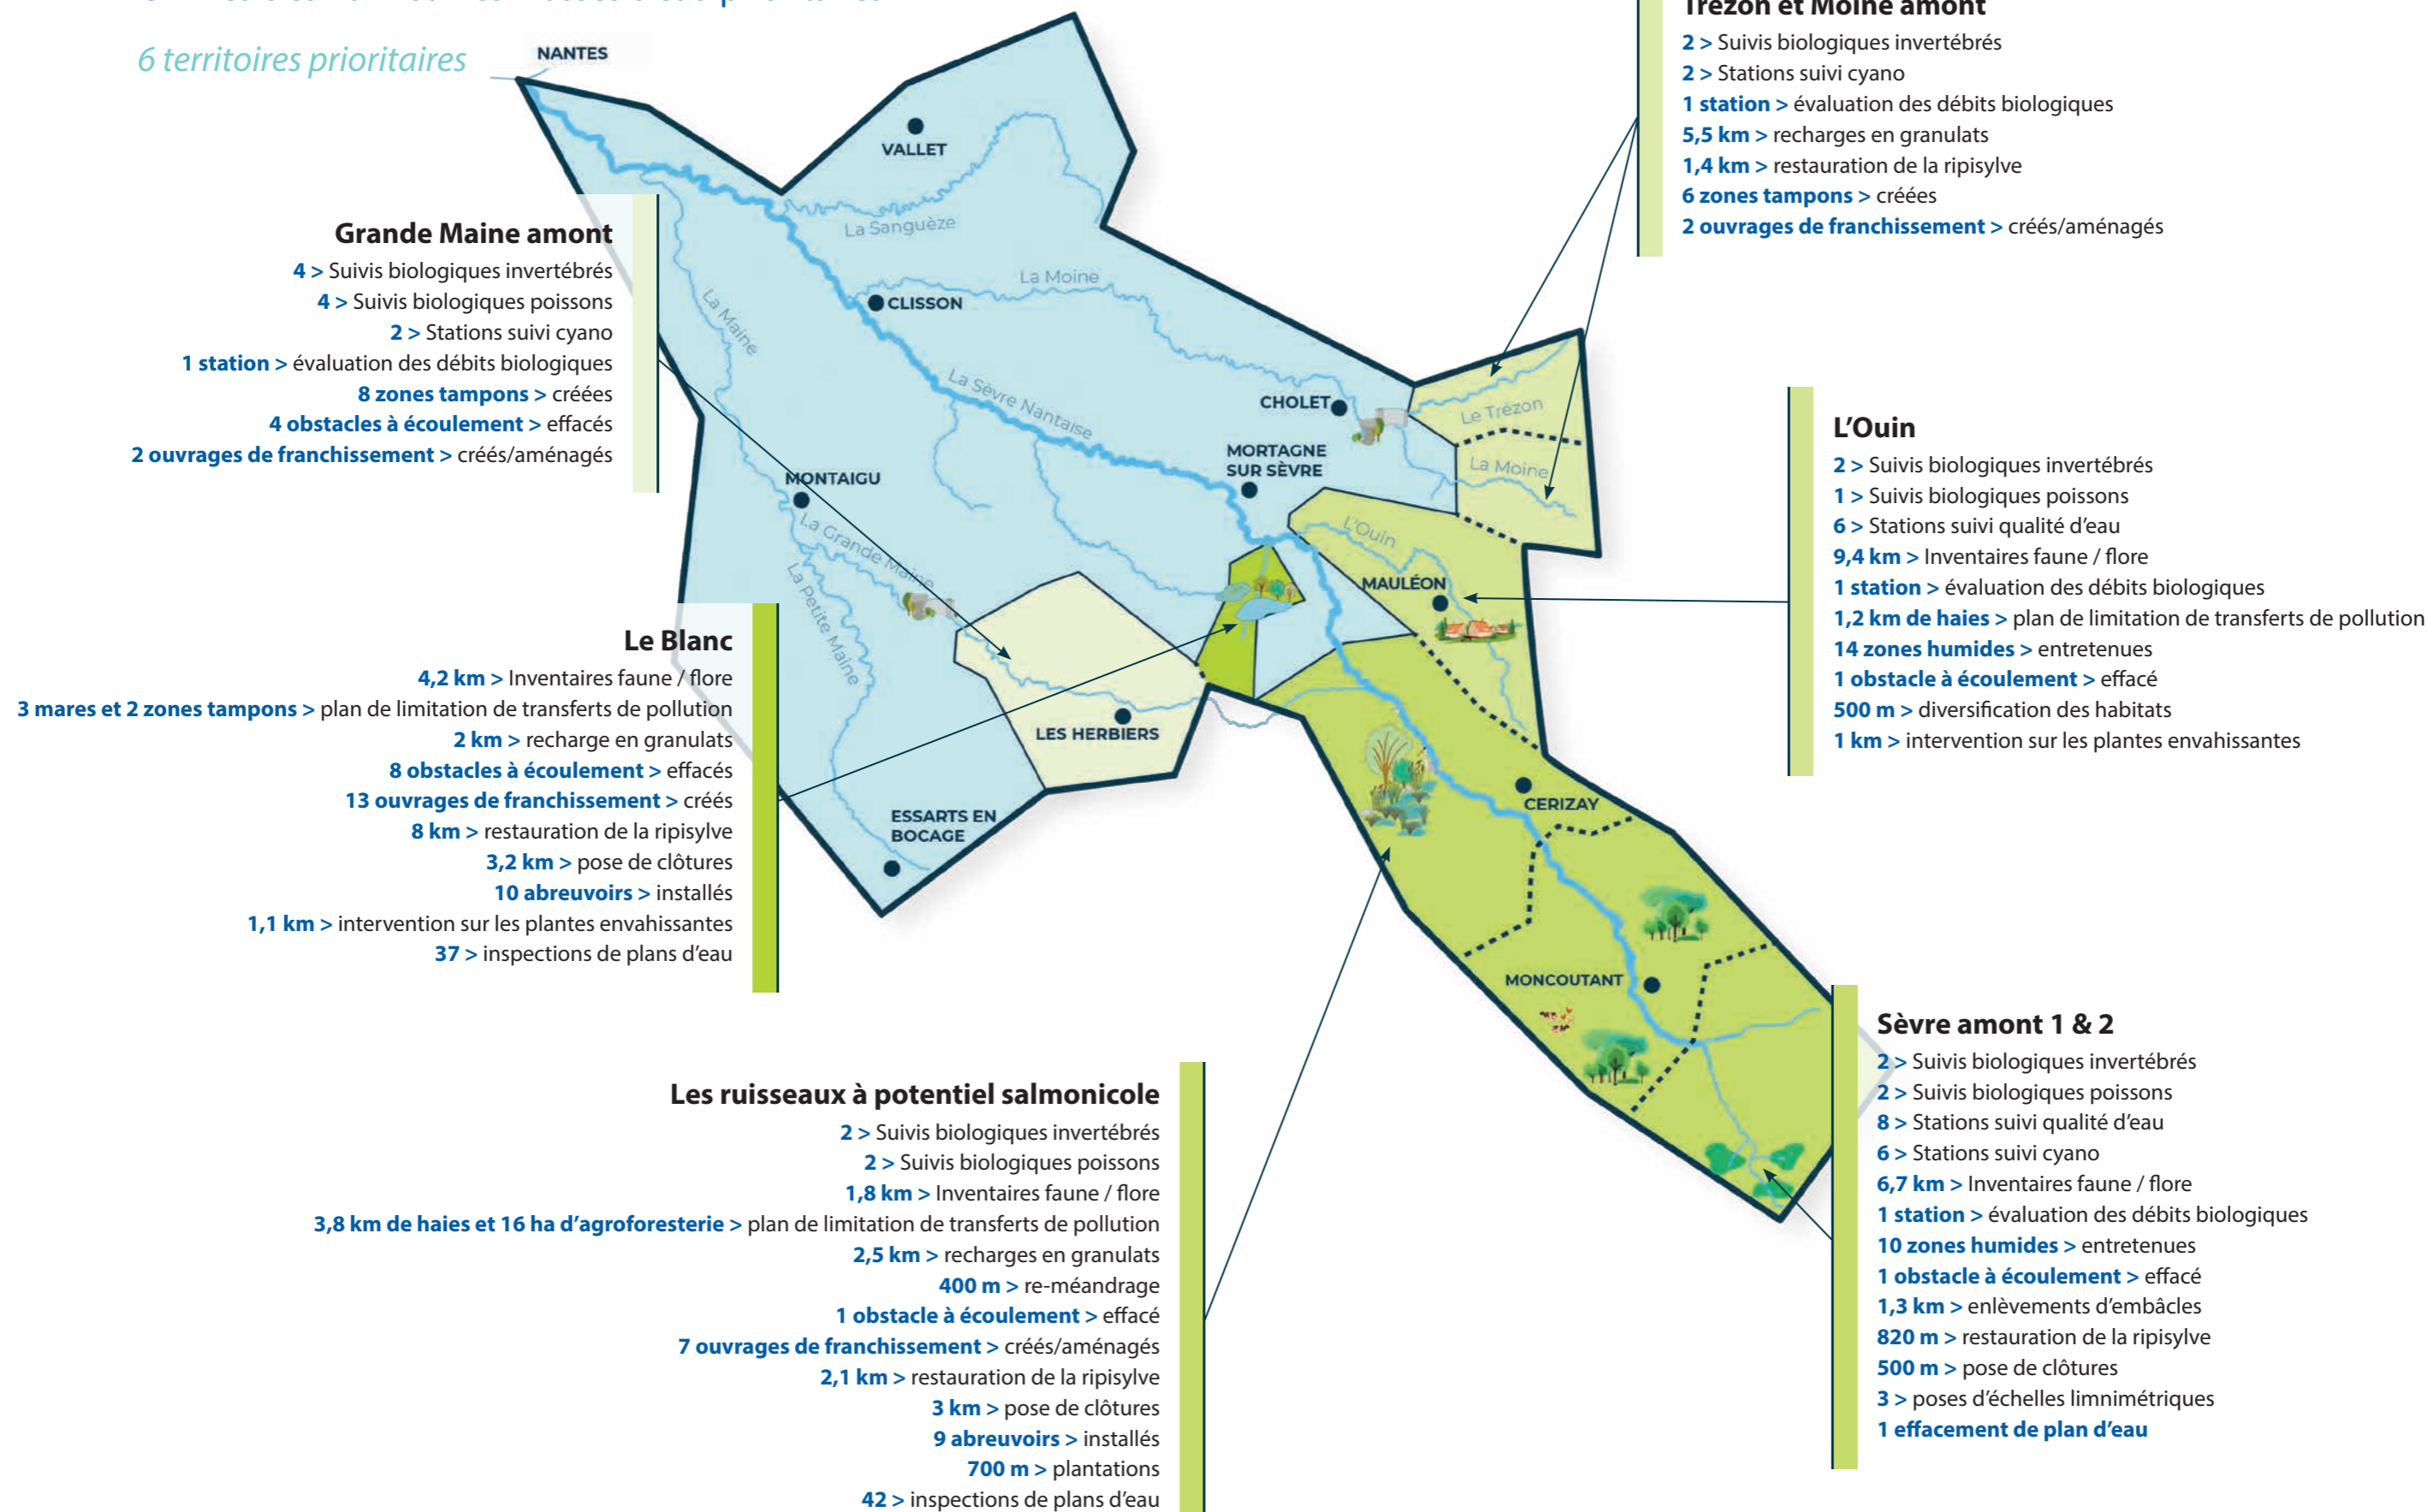 6 territoires prioritaires
Trézon et Moine amont
2 > Suivis biologiques invertébrés
2 > Stations suivi cyano
1 station > évaluation des débits biologiques
5,5 km > recharges en granulats
1,4 km > restauration de la ripisylve
6 zones tampons > créées
2 ouvrages de franchissement > créés/aménagés
Grande Maine amont
4 > Suivis biologiques invertébrés
4 > Suivis biologiques poissons
2 > Stations suivi cyano
1 station > évaluation des débits biologiques
8 zones tampons > créées
4 obstacles à écoulement > effacés
2 ouvrages de franchissement > créés/aménagés
L'Ouin
2 > Suivis biologiques invertébrés
1 > Suivis biologiques poissons
6 > Stations suivi qualité d'eau
9,4 km > Inventaires faune / flore
1 station > évaluation des débits biologiques
1,2 km de haies > plan de limitation de transferts de pollution
14 zones humides > entretenues
1 obstacle à écoulement > effacé
500 m > diversification des habitats
1 km > intervention sur les plantes envahissantes
Le Blanc
4,2 km > Inventaires faune / flore
3 mares et 2 zones tampons > plan de limitation de transferts de pollution
2 km > recharge en granulats
8 obstacles à écoulement > effacés
13 ouvrages de franchissement > créés
8 km > restauration de la ripisylve
3,2 km > pose de clôtures
10 abreuvoirs > installés
1,1 km > intervention sur les plantes envahissantes
37 > inspections de plans d'eau
Les ruisseaux à potentiel salmonicole
2 > Suivis biologiques invertébrés
2 > Suivis biologiques poissons
1,8 km > Inventaires faune / flore
3,8 km de haies et 16 ha d'agroforesterie > plan de limitation de transferts de pollution
2,5 km > recharges en granulats
400 m > re-méandrage
1 obstacle à écoulement > effacé
7 ouvrages de franchissement > créés/aménagés
2,1 km > restauration de la ripisylve
3 km > pose de clôtures
9 abreuvoirs > installés
700 m > plantations
42 > inspections de plans d'eau
Sèvre amont 1 & 2
2 > Suivis biologiques invertébrés
2 > Suivis biologiques poissons
8 > Stations suivi qualité d'eau
6 > Stations suivi cyano
6,7 km > Inventaires faune / flore
1 station > évaluation des débits biologiques
10 zones humides > entretenues
1 obstacle à écoulement > effacé
1,3 km > enlèvements d'embâcles
820 m > restauration de la ripisylve
500 m > pose de clôtures
3 > poses d'échelles limnimétriques
1 effacement de plan d'eau
NANTES
VALLET
La Sanguèze
La Moine
CLISSON
La Maine
La Sèvre Nantaise
CHOLET
Le Trézon
MORTAGNE
SUR SÈVRE
La Moine
MONTAIGU
La Grande Maine
L'Ouin
MAULÉON
La Petite Maine
LES HERBIERS
ESSARTS EN
BOCAGE
CERIZAY
MONCOUTANT